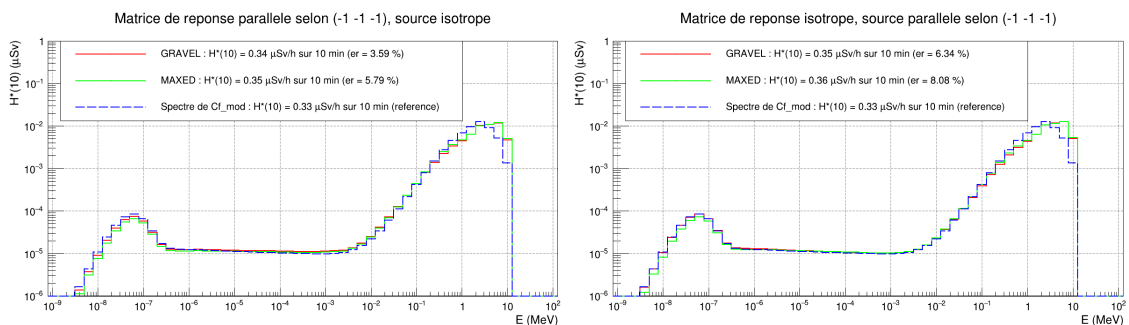 Matrice de reponse parallele selon (-1 -1 -1), source isotrope
H*(10) (µSv)
1
10⁻¹
10⁻²
10⁻³
10⁻⁴
10⁻⁵
10⁻⁶
GRAVEL : H*(10) = 0.34 µSv/h sur 10 min (er = 3.59 %)
MAXED : H*(10) = 0.35 µSv/h sur 10 min (er = 5.79 %)
Spectre de Cf_mod : H*(10) = 0.33 µSv/h sur 10 min (reference)
10⁻⁹ 10⁻⁸ 10⁻⁷ 10⁻⁶ 10⁻⁵ 10⁻⁴ 10⁻³ 10⁻² 10⁻¹ 1 10 10²
E (MeV)
Matrice de reponse isotrope, source parallele selon (-1 -1 -1)
H*(10) (µSv)
1
10⁻¹
10⁻²
10⁻³
10⁻⁴
10⁻⁵
10⁻⁶
GRAVEL : H*(10) = 0.35 µSv/h sur 10 min (er = 6.34 %)
MAXED : H*(10) = 0.36 µSv/h sur 10 min (er = 8.08 %)
Spectre de Cf_mod : H*(10) = 0.33 µSv/h sur 10 min (reference)
10⁻⁹ 10⁻⁸ 10⁻⁷ 10⁻⁶ 10⁻⁵ 10⁻⁴ 10⁻³ 10⁻² 10⁻¹ 1 10 10²
E (MeV)